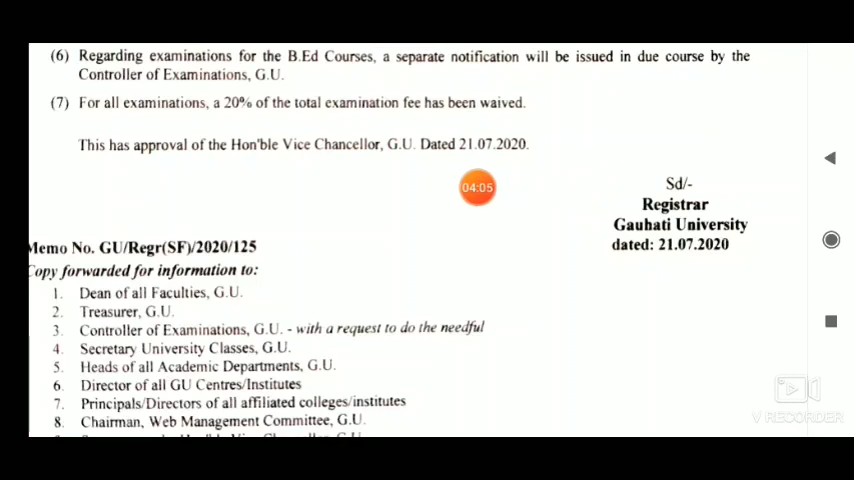 (6) Regarding examinations for the B.Ed Courses, a separate notification will be issued in due course by the
Controller of Examinations, G.U.
(7) For all examinations, a 20% of the total examination fee has been waived.
This has approval of the Hon'ble Vice Chancellor, G.U. Dated 21.07.2020.
04:05
Sd/-
Registrar
Gauhati University
dated: 21.07.2020
Memo No. GU/Regr(SF)/2020/125
Copy forwarded for information to:
1. Dean of all Faculties, G.U.
2. Treasurer, G.U.
3. Controller of Examinations, G.U. - with a request to do the needful
4. Secretary University Classes, G.U.
5. Heads of all Academic Departments, G.U.
6. Director of all GU Centres/Institutes
7. Principals/Directors of all affiliated colleges/institutes
8. Chairman, Web Management Committee, G.U.
V RECORDER